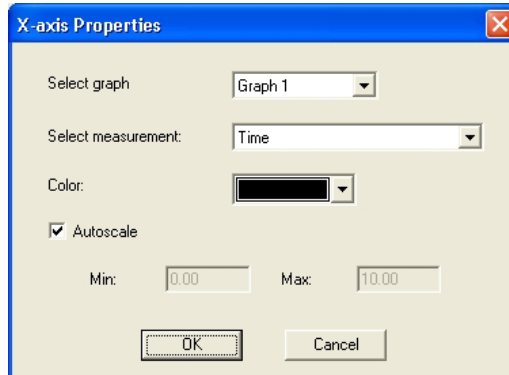 X-axis Properties
Select graph Graph 1
Select measurement: Time
Color:
Autoscale
Min: 0.00 Max: 10.00
OK Cancel